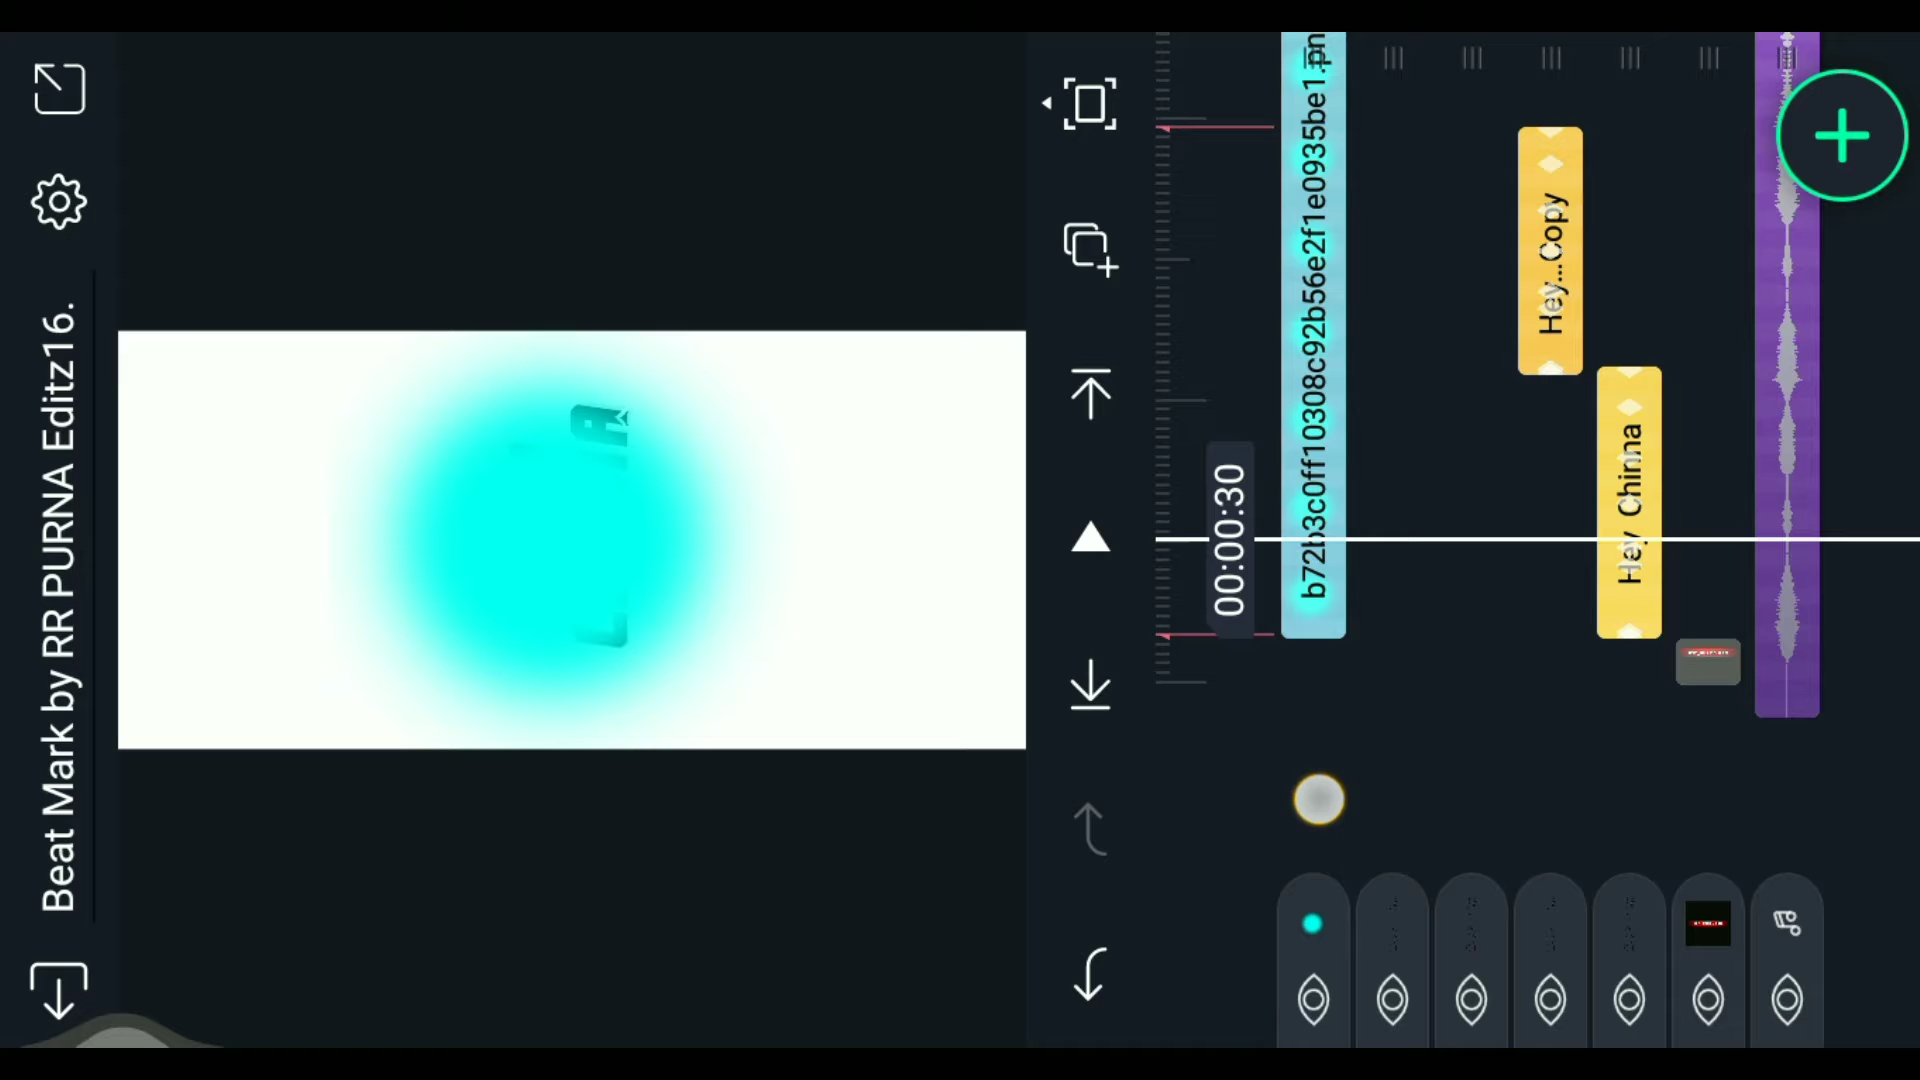 Beat Mark by RR PURNA Editz16.
00:00:30
b72b3c0ff10308c92b56e2f1e0935be1.pn
Hey...Copy
Hey Chinna